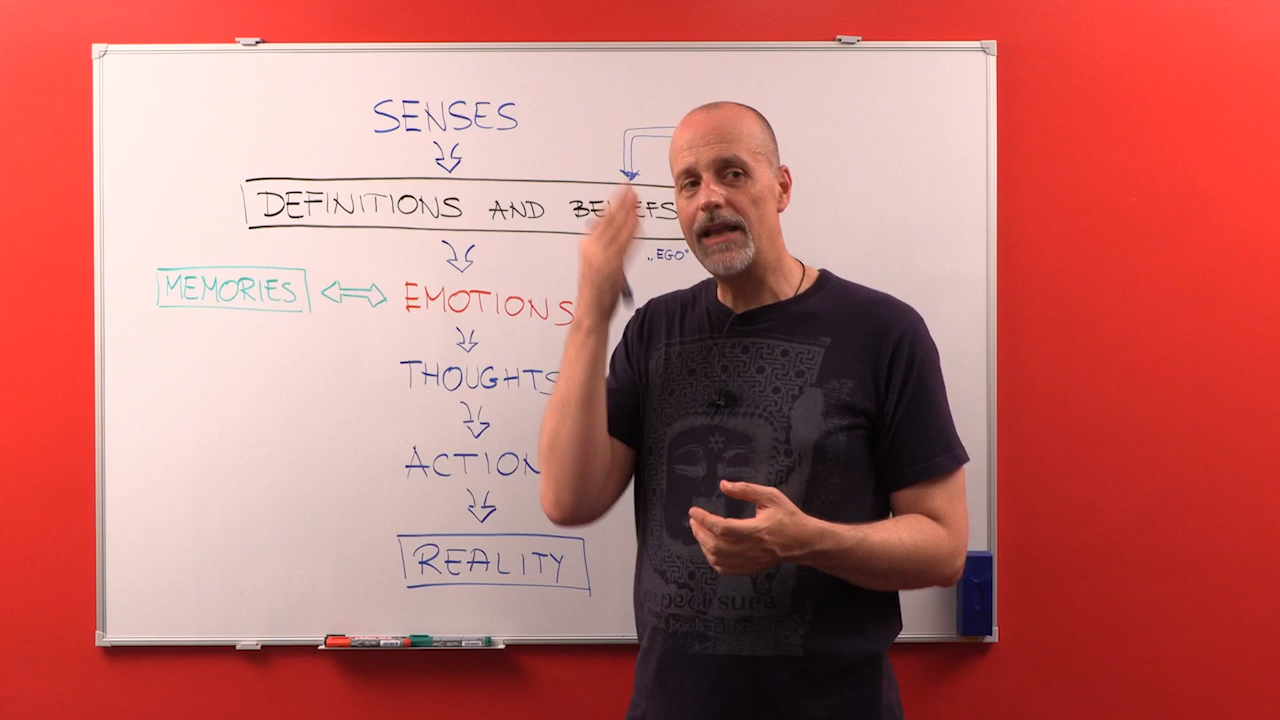 SENSES
DEFINITIONS AND BELIEFS
„EGO“
MEMORIES
EMOTIONS
THOUGHTS
ACTION
REALITY